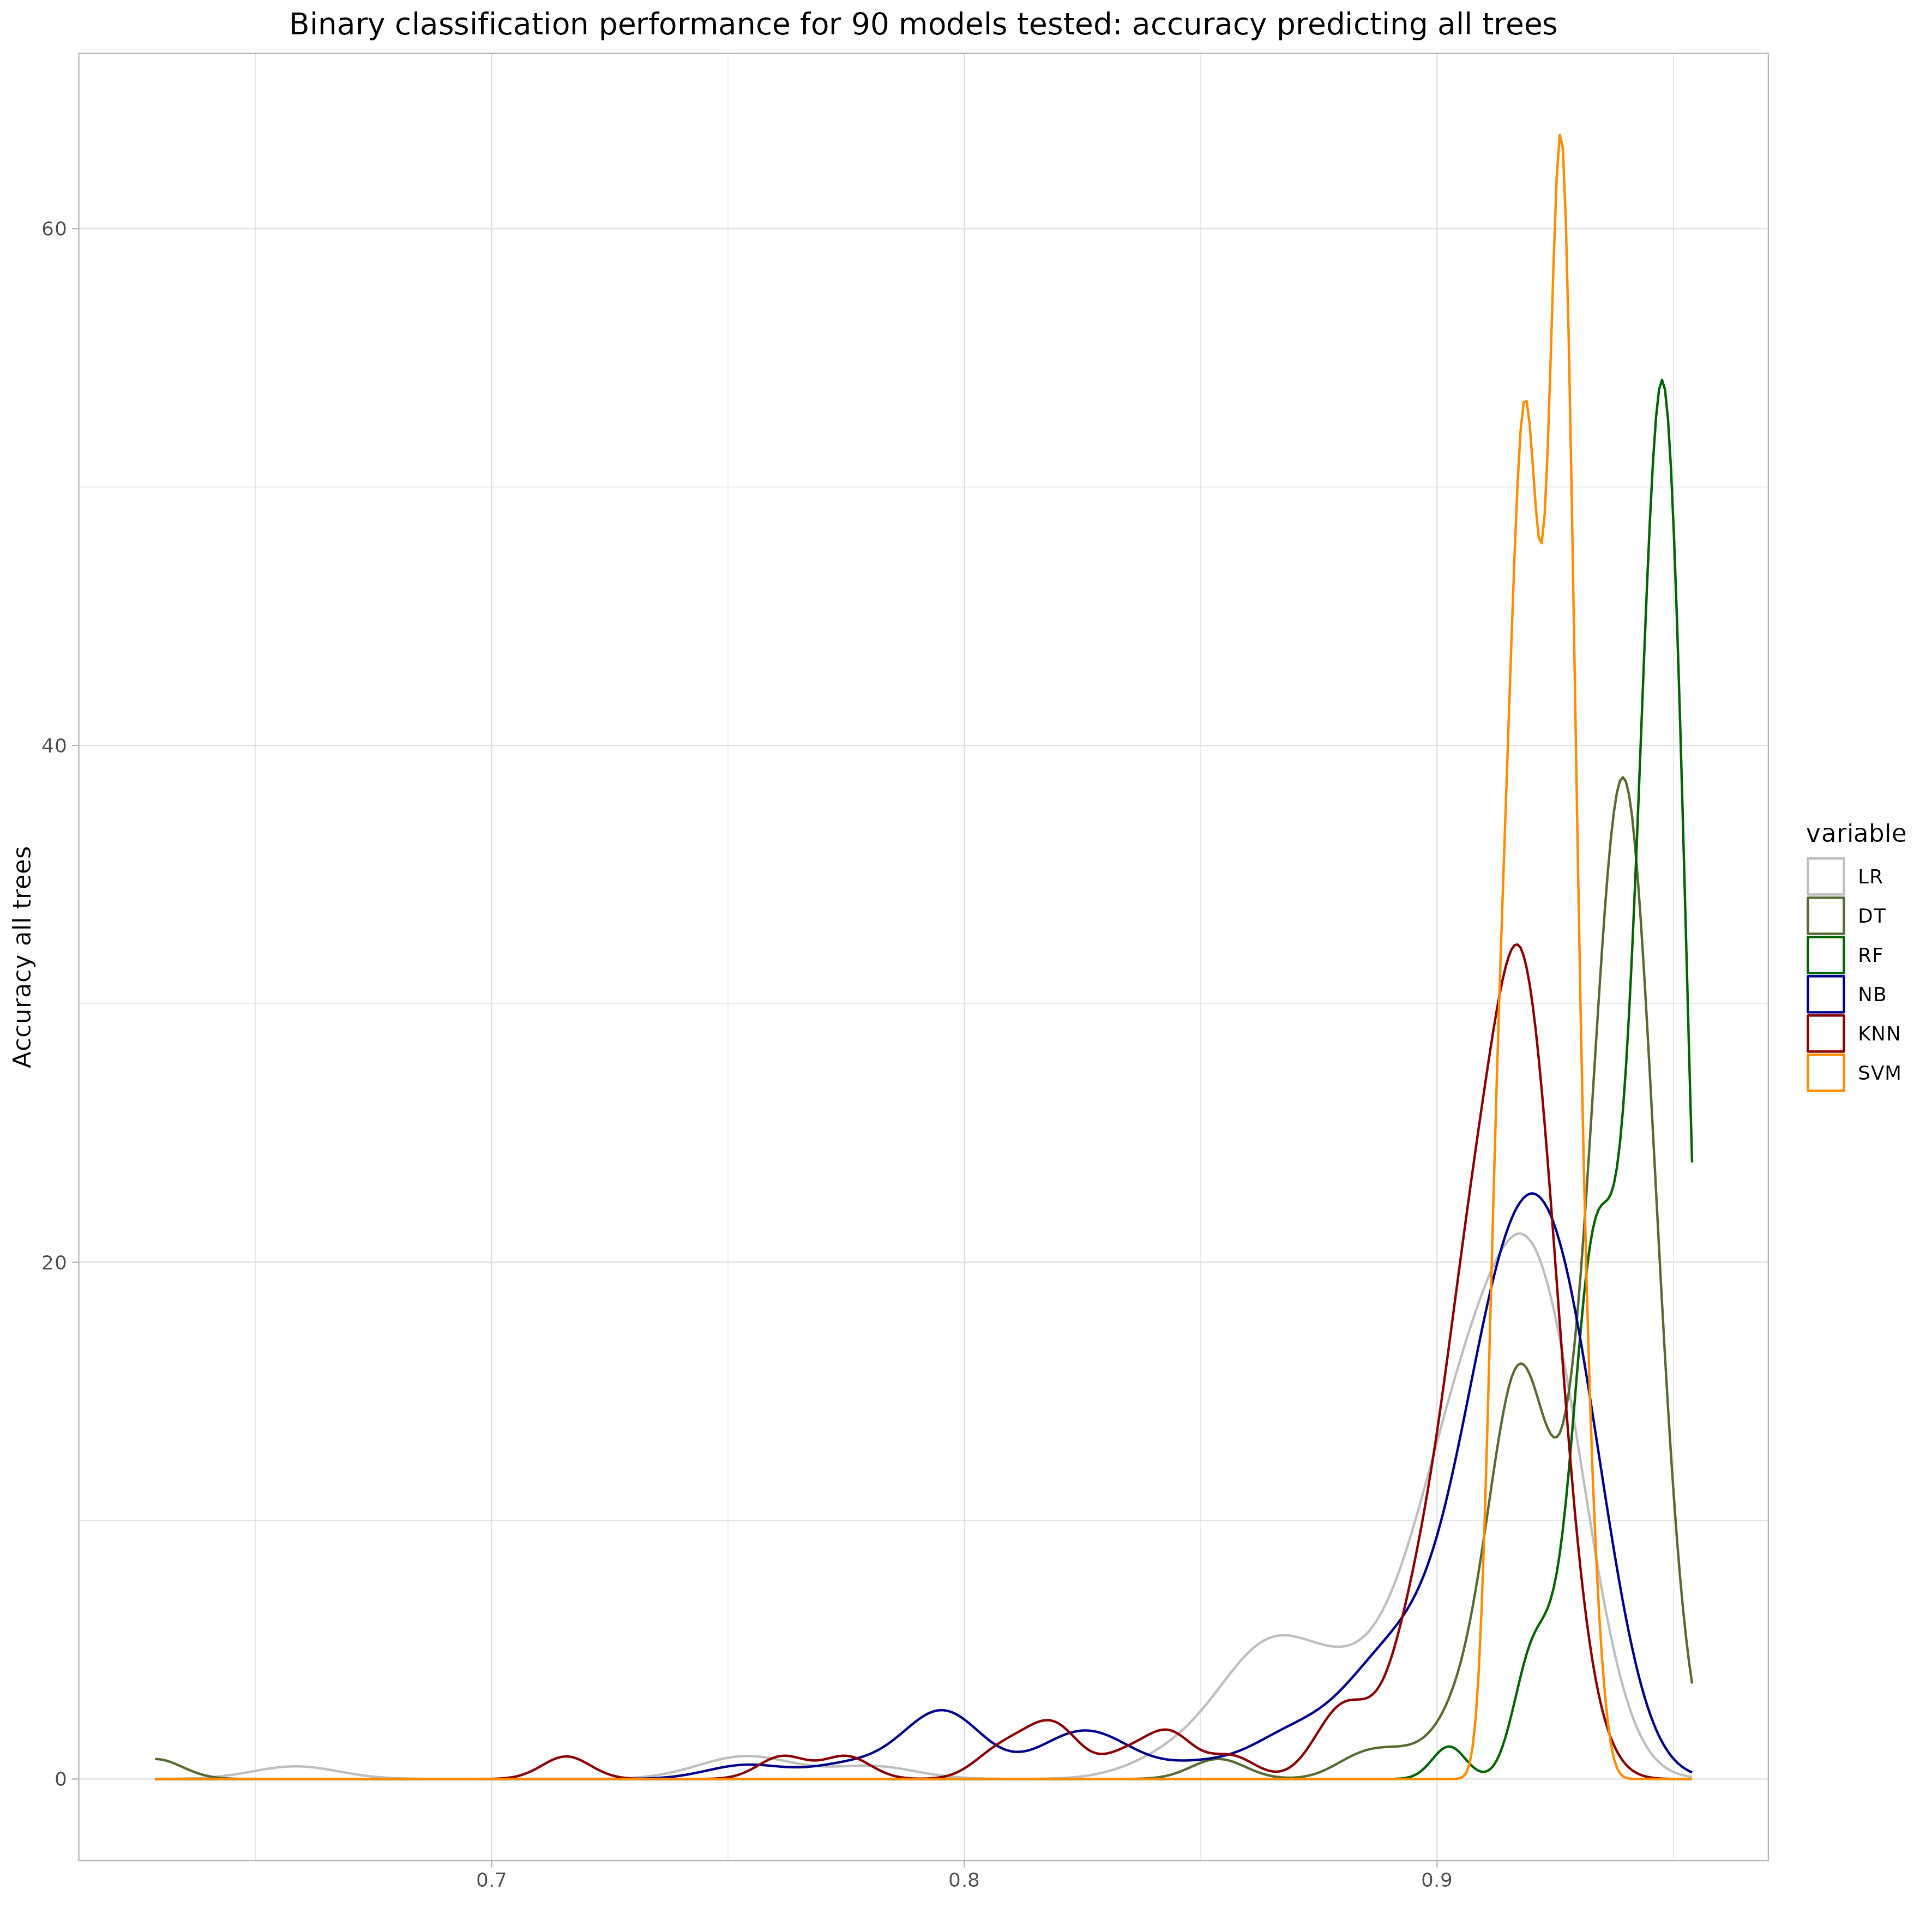 Binary classification performance for 90 models tested: accuracy predicting all trees
60
40
20
0
Accuracy all trees
0.7
0.8
0.9
variable
LR
DT
RF
NB
KNN
SVM